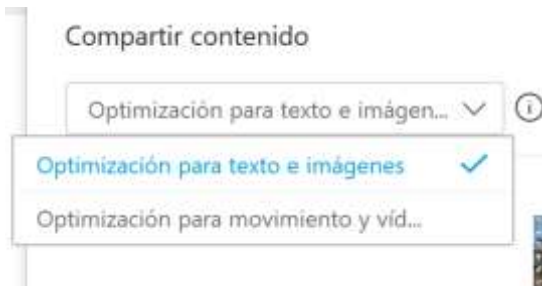 Compartir contenido
Optimización para texto e imágen...
Optimización para texto e imágenes
Optimización para movimiento y víd...